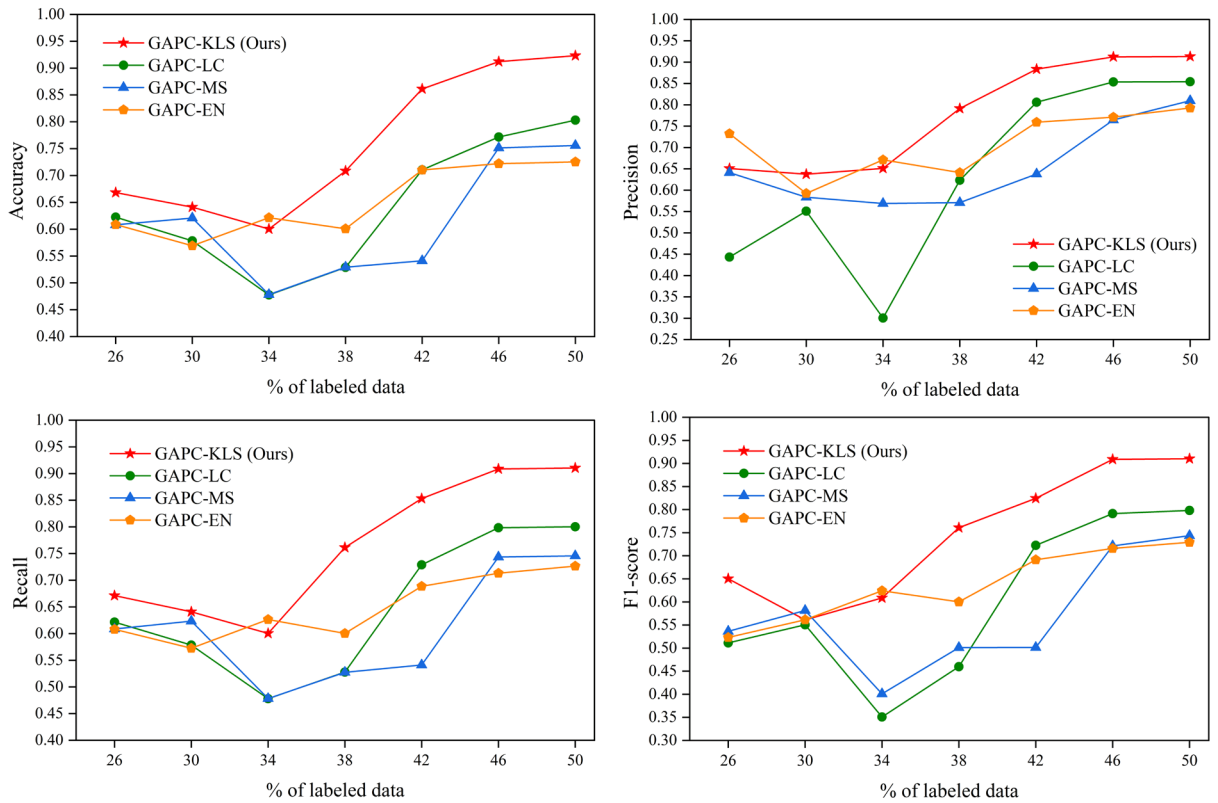 1.00
0.95
0.90
0.85
0.80
0.75
0.70
0.65
0.60
0.55
0.50
0.45
0.40
Accuracy
GAPC-KLS (Ours)
GAPC-LC
GAPC-MS
GAPC-EN
26 30 34 38 42 46 50
% of labeled data
1.00
0.95
0.90
0.85
0.80
0.75
0.70
0.65
0.60
0.55
0.50
0.45
0.40
0.35
0.30
0.25
Precision
GAPC-KLS (Ours)
GAPC-LC
GAPC-MS
GAPC-EN
26 30 34 38 42 46 50
% of labeled data
1.00
0.95
0.90
0.85
0.80
0.75
0.70
0.65
0.60
0.55
0.50
0.45
0.40
Recall
GAPC-KLS (Ours)
GAPC-LC
GAPC-MS
GAPC-EN
26 30 34 38 42 46 50
% of labeled data
1.00
0.95
0.90
0.85
0.80
0.75
0.70
0.65
0.60
0.55
0.50
0.45
0.40
0.35
0.30
F1-score
GAPC-KLS (Ours)
GAPC-LC
GAPC-MS
GAPC-EN
26 30 34 38 42 46 50
% of labeled data